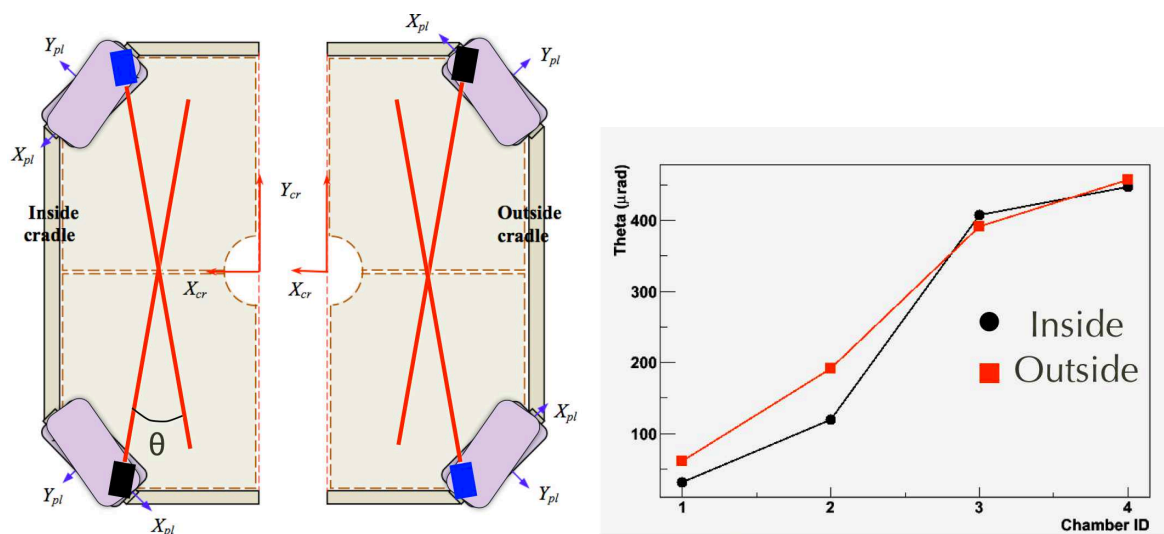 Y_pl
X_pl
Inside
cradle
Y_cr
X_cr
θ
Y_pl
X_pl
X_pl
Y_pl
Outside
cradle
X_cr
X_pl
Y_pl
Theta (μrad)
400
300
200
100
Inside
Outside
1
2
3
4
Chamber ID